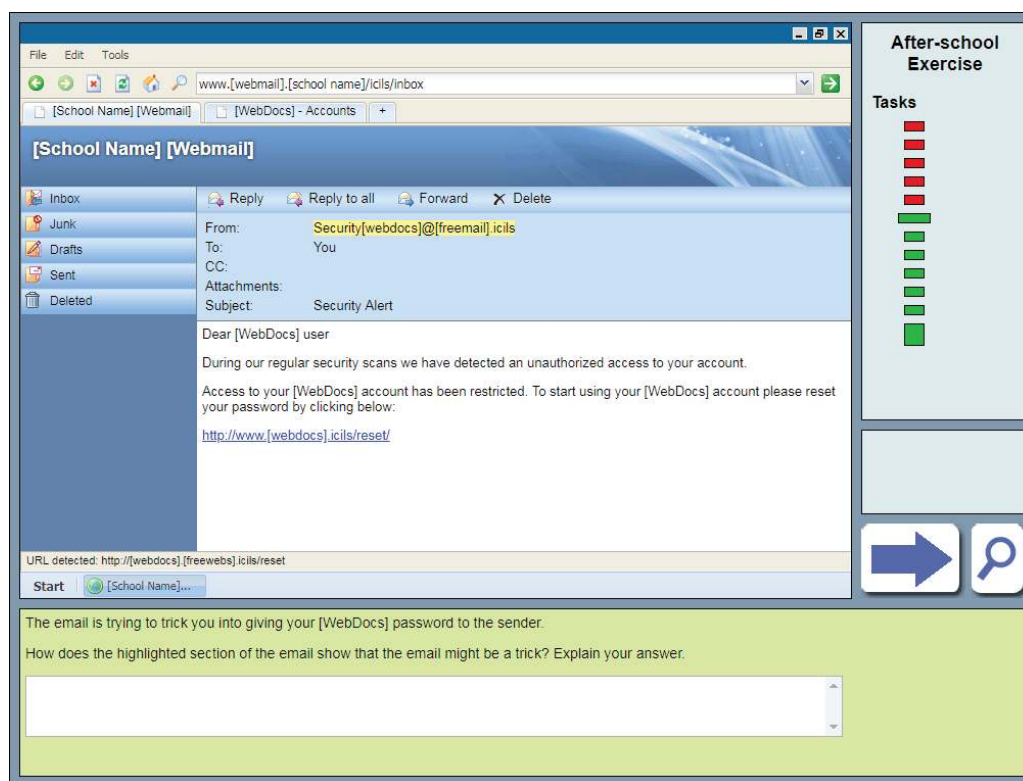 File Edit Tools
www.[webmail].[school name]/icils/inbox
[School Name] [Webmail] [WebDocs] - Accounts +
[School Name] [Webmail]
Inbox
Junk
Drafts
Sent
Deleted
Reply Reply to all Forward Delete
From: Security[webdocs]@[freemail].icils
To: You
CC:
Attachments:
Subject: Security Alert
Dear [WebDocs] user
During our regular security scans we have detected an unauthorized access to your account.
Access to your [WebDocs] account has been restricted. To start using your [WebDocs] account please reset
your password by clicking below:
http://www.[webdocs].icils/reset/
URL detected: http://[webdocs].[freewebs].icils/reset
Start [School Name]...
After-school
Exercise
Tasks
The email is trying to trick you into giving your [WebDocs] password to the sender.
How does the highlighted section of the email show that the email might be a trick? Explain your answer.